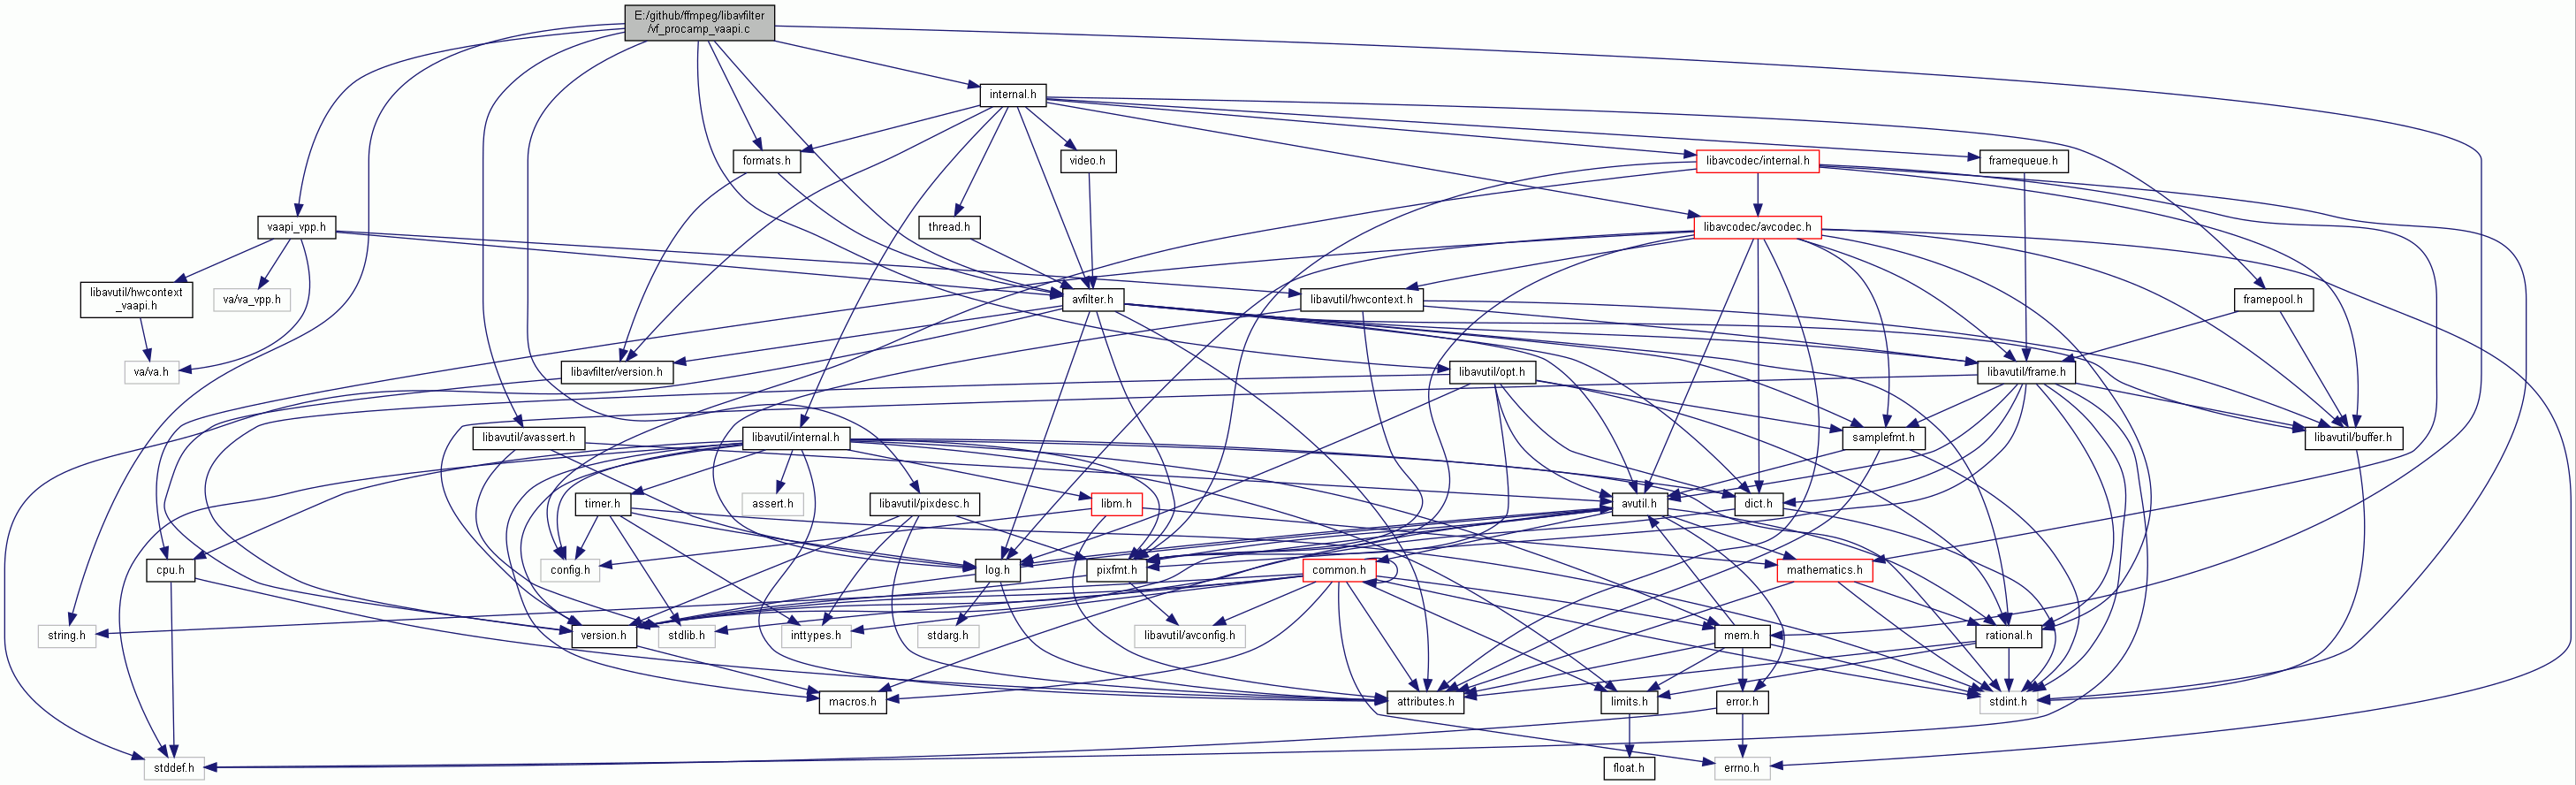 E:/github/ffmpeg/libavfilter
/vf_procamp_vaapi.c
internal.h
formats.h
video.h
libavcodec/internal.h
framequeue.h
vaapi_vpp.h
thread.h
libavcodec/avcodec.h
libavutil/hwcontext
_vaapi.h
va/va_vpp.h
avfilter.h
libavutil/hwcontext.h
framepool.h
va/va.h
libavfilter/version.h
libavutil/opt.h
libavutil/frame.h
libavutil/avassert.h
libavutil/internal.h
samplefmt.h
libavutil/buffer.h
timer.h
assert.h
libavutil/pixdesc.h
libm.h
avutil.h
dict.h
cpu.h
config.h
log.h
pixfmt.h
common.h
mathematics.h
string.h
version.h
stdlib.h
inttypes.h
stdarg.h
libavutil/avconfig.h
mem.h
rational.h
macros.h
attributes.h
limits.h
error.h
stdint.h
stddef.h
float.h
errno.h